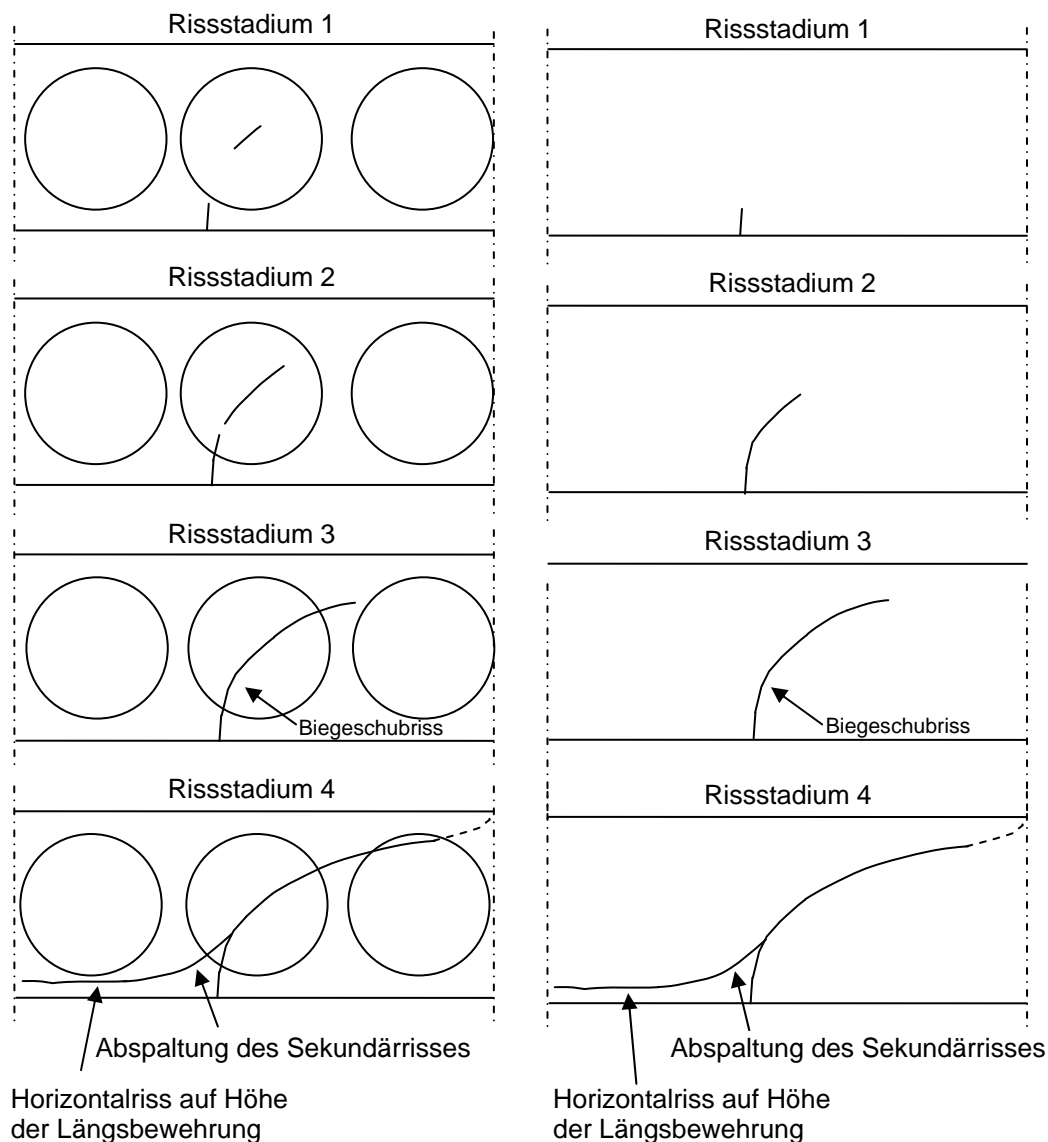 Rissstadium 1
Rissstadium 2
Rissstadium 3
Biegeschubriss
Rissstadium 4
Abspaltung des Sekundärrisses
Horizontalriss auf Höhe
der Längsbewehrung
Rissstadium 1
Rissstadium 2
Rissstadium 3
Biegeschubriss
Rissstadium 4
Abspaltung des Sekundärrisses
Horizontalriss auf Höhe
der Längsbewehrung